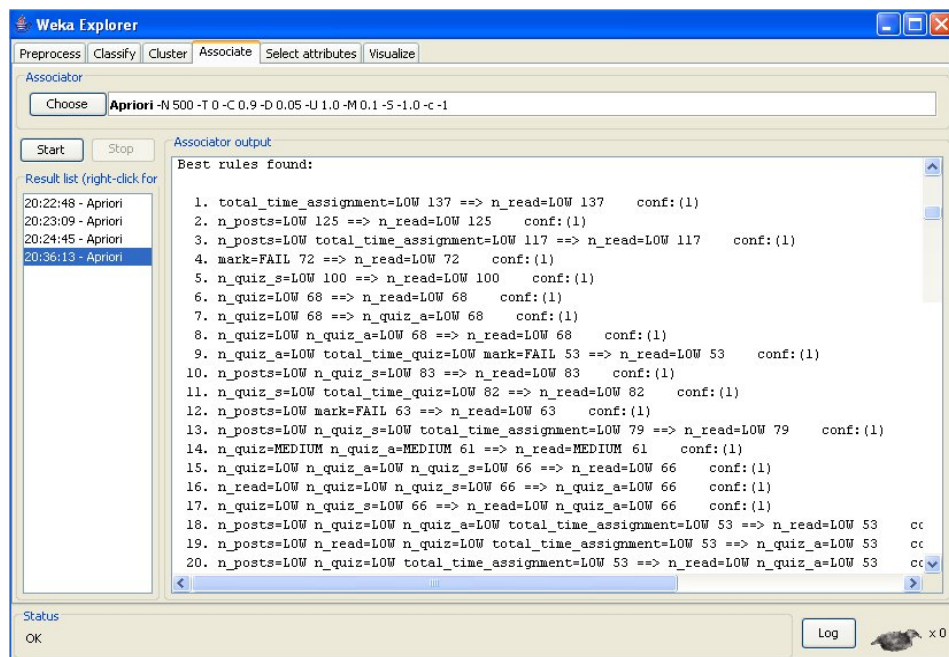 Weka Explorer
Preprocess Classify Cluster Associate Select attributes Visualize
Associator
Choose Apriori -N 500 -T 0 -C 0.9 -D 0.05 -U 1.0 -M 0.1 -S -1.0 -c -1
Start Stop
Result list (right-click for
20:22:48 - Apriori
20:23:09 - Apriori
20:24:45 - Apriori
20:36:13 - Apriori
Associator output
Best rules found:
1. total_time_assignment=LOW 137 ==> n_read=LOW 137 conf:(1)
2. n_posts=LOW 125 ==> n_read=LOW 125 conf:(1)
3. n_posts=LOW total_time_assignment=LOW 117 ==> n_read=LOW 117 conf:(1)
4. mark=FAIL 72 ==> n_read=LOW 72 conf:(1)
5. n_quiz_s=LOW 100 ==> n_read=LOW 100 conf:(1)
6. n_quiz=LOW 68 ==> n_read=LOW 68 conf:(1)
7. n_quiz=LOW 68 ==> n_quiz_a=LOW 68 conf:(1)
8. n_quiz=LOW n_quiz_a=LOW 68 ==> n_read=LOW 68 conf:(1)
9. n_quiz_a=LOW total_time_quiz=LOW mark=FAIL 53 ==> n_read=LOW 53 conf:(1)
10. n_posts=LOW n_quiz_s=LOW 83 ==> n_read=LOW 83 conf:(1)
11. n_quiz_s=LOW total_time_quiz=LOW 82 ==> n_read=LOW 82 conf:(1)
12. n_posts=LOW mark=FAIL 63 ==> n_read=LOW 63 conf:(1)
13. n_posts=LOW n_quiz_s=LOW total_time_assignment=LOW 79 ==> n_read=LOW 79 conf:(1)
14. n_quiz=MEDIUM n_quiz_a=MEDIUM 61 ==> n_read=MEDIUM 61 conf:(1)
15. n_quiz=LOW n_quiz_a=LOW n_quiz_s=LOW 66 ==> n_read=LOW 66 conf:(1)
16. n_read=LOW n_quiz=LOW n_quiz_s=LOW 66 ==> n_quiz_a=LOW 66 conf:(1)
17. n_quiz=LOW n_quiz_s=LOW 66 ==> n_read=LOW n_quiz_a=LOW 66 conf:(1)
18. n_posts=LOW n_quiz=LOW n_quiz_a=LOW total_time_assignment=LOW 53 ==> n_read=LOW 53 co
19. n_posts=LOW n_read=LOW n_quiz=LOW total_time_assignment=LOW 53 ==> n_quiz_a=LOW 53 co
20. n_posts=LOW n_quiz=LOW total_time_assignment=LOW 53 ==> n_read=LOW n_quiz_a=LOW 53 co
Status
OK
Log x 0